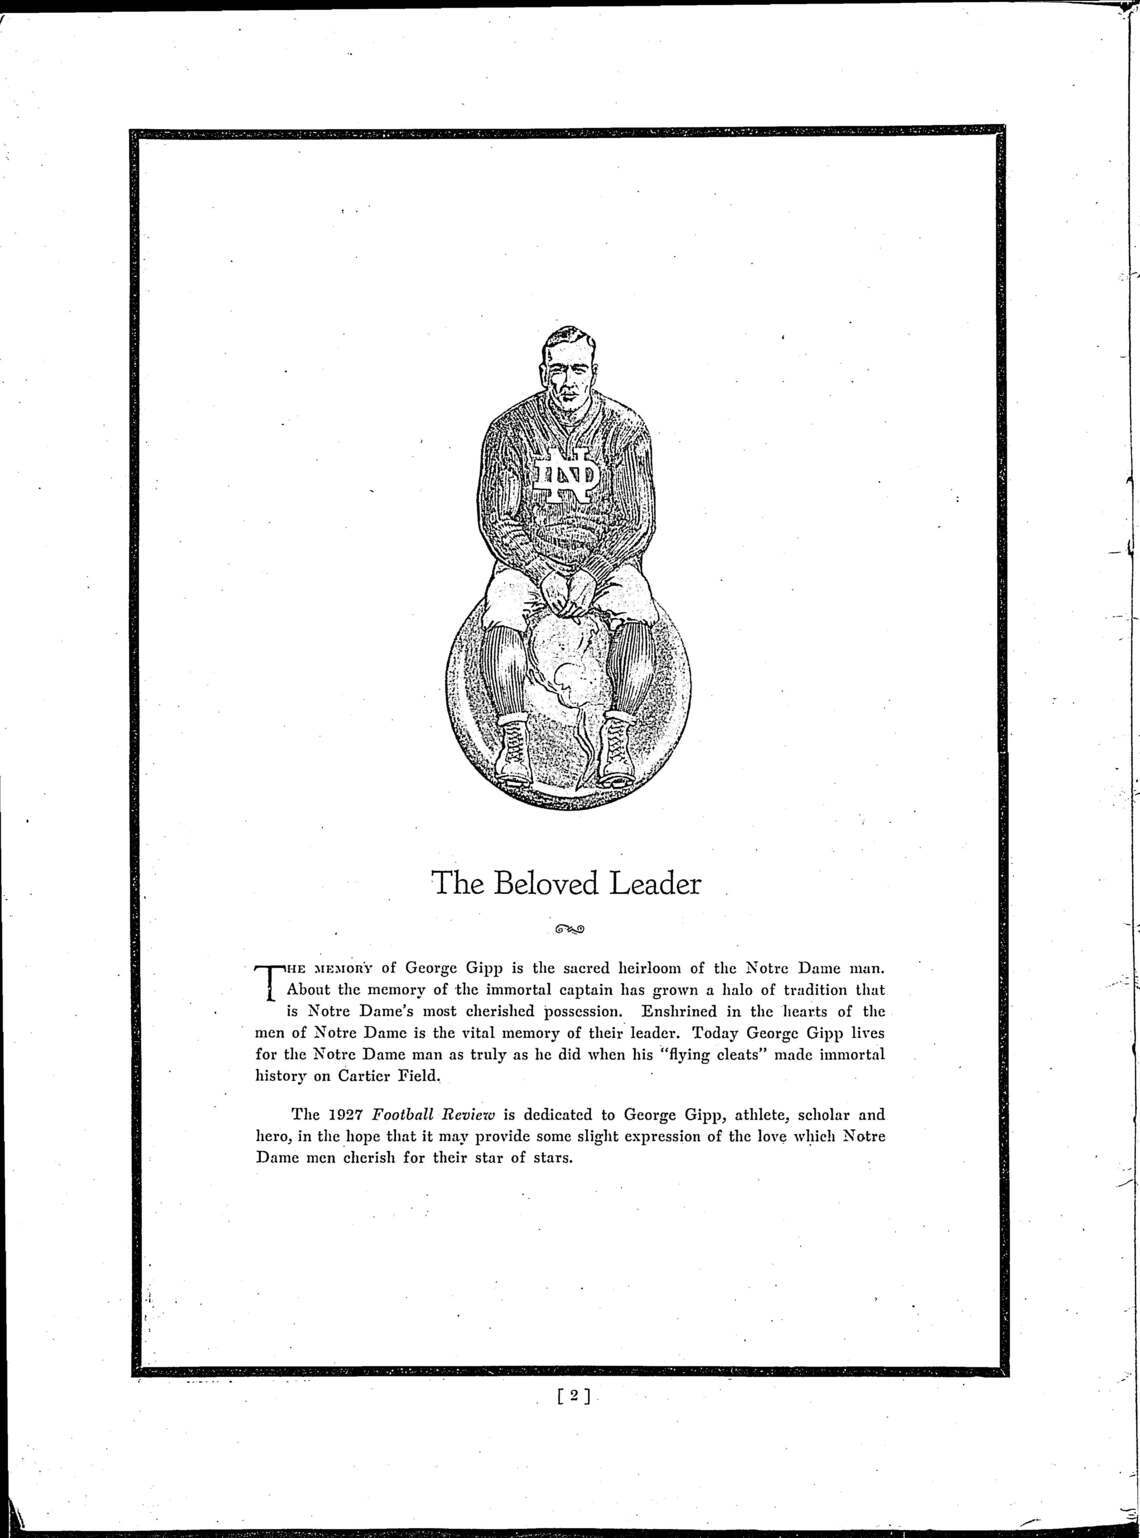 ND
The Beloved Leader
THE MEMORY of George Gipp is the sacred heirloom of the Notre Dame man.
About the memory of the immortal captain has grown a halo of tradition that
is Notre Dame's most cherished possession. Enshrined in the hearts of the
men of Notre Dame is the vital memory of their leader. Today George Gipp lives
for the Notre Dame man as truly as he did when his "flying cleats" made immortal
history on Cartier Field.
The 1927 Football Review is dedicated to George Gipp, athlete, scholar and
hero, in the hope that it may provide some slight expression of the love which Notre
Dame men cherish for their star of stars.
[ 2 ]